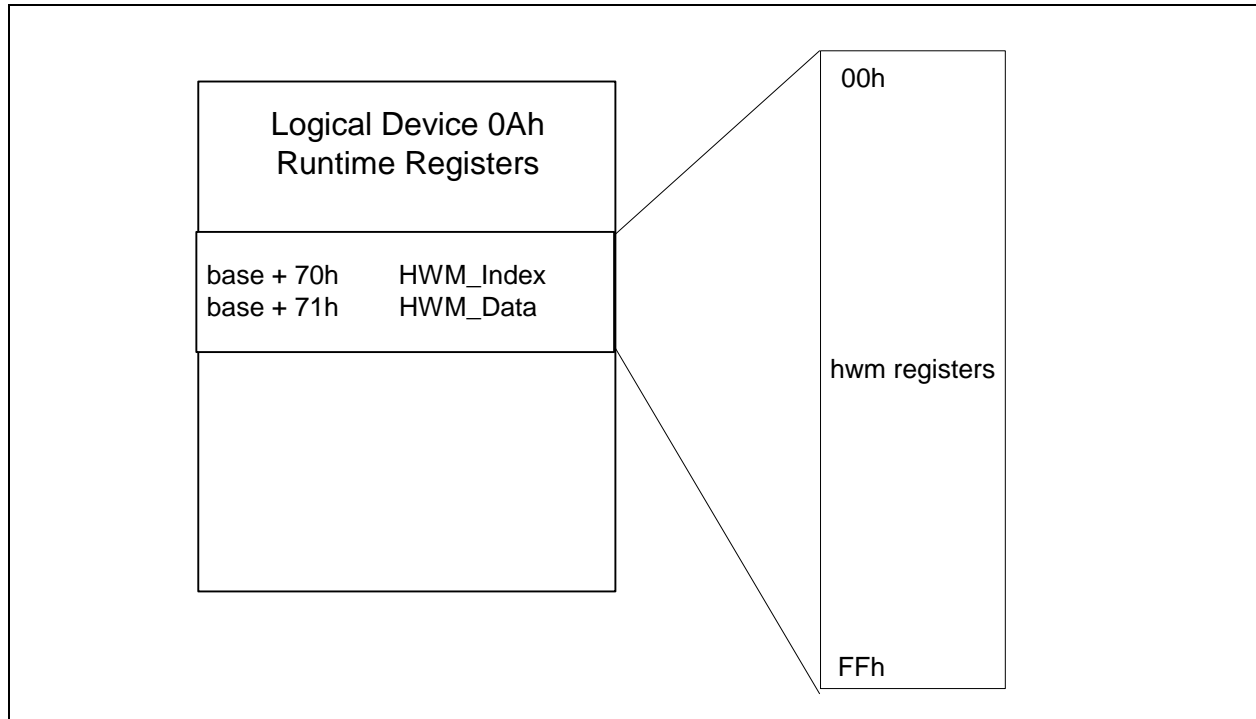 Logical Device 0Ah
Runtime Registers
base + 70h HWM_Index
base + 71h HWM_Data
00h
hwm registers
FFh